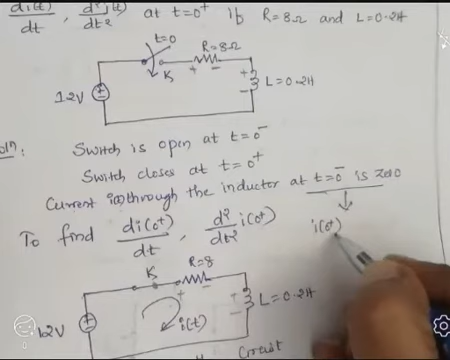 di(t)/dt, d²i(t)/dt² at t=0⁺ if R=8Ω and L=0.2H
t=0
R=8Ω
K
+ −
+
−
L=0.2H
12V
Soln:
Switch is open at t=0⁻
Switch closes at t=0⁺
Current i(0) through the inductor at t=0⁻ is zero
To find di(0⁺)/dt, d²/dt² i(0⁺)
i(0⁺)
K
R=8
+ −
+
−
L=0.2H
i(t)
12V
Circuit